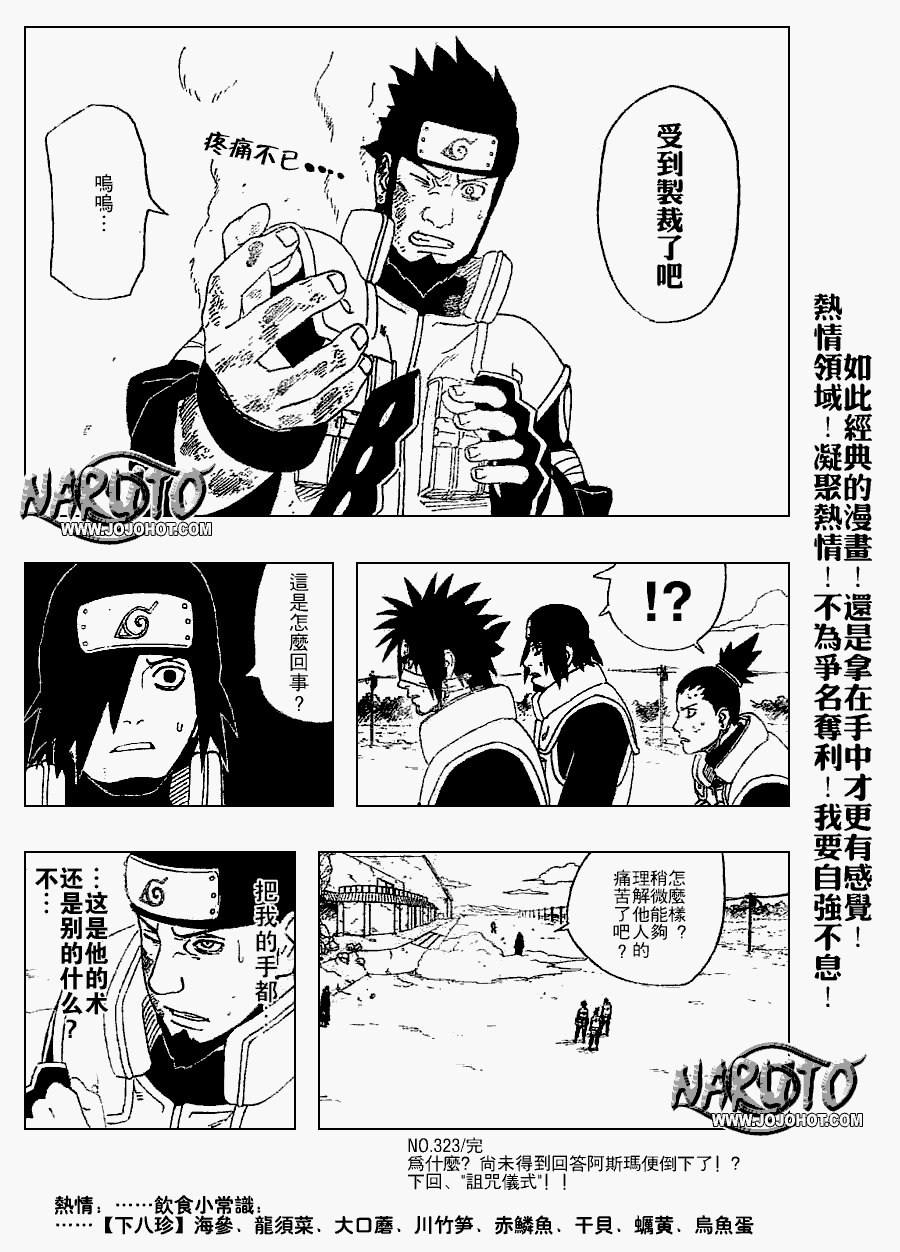 受到製裁了吧
疼痛不已····
嗚
嗚
…
!?
這是怎麼回事?
怎麼樣?
稍微能夠
理解他人的
痛苦了吧?
把我的手都…
…这是他的术
还是别的什么?
不…
如此經典的漫畫!還是拿在手中才更有感覺!
熱情領域!凝聚熱情!不為爭名奪利!我要自強不息!
NARUTO
WWW.JOJOHOT.COM
NARUTO
WWW.JOJOHOT.COM
NO.323/完
爲什麼?尚未得到回答阿斯瑪便倒下了!?
下回、"詛咒儀式"!!
熱情:……飲食小常識:
……【下八珍】海參、龍須菜、大口蘑、川竹笋、赤鱗魚、干貝、蠣黃、烏魚蛋